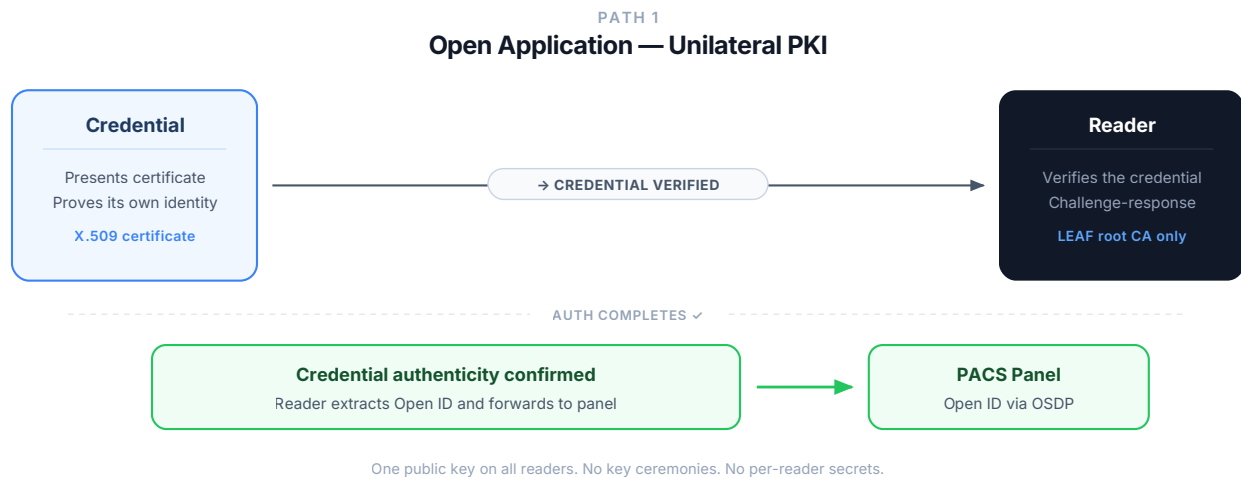 PATH 1
Open Application — Unilateral PKI
Credential
Presents certificate
Proves its own identity
X.509 certificate
→ CREDENTIAL VERIFIED
Reader
Verifies the credential
Challenge-response
LEAF root CA only
AUTH COMPLETES ✓
Credential authenticity confirmed
Reader extracts Open ID and forwards to panel
PACS Panel
Open ID via OSDP
One public key on all readers. No key ceremonies. No per-reader secrets.